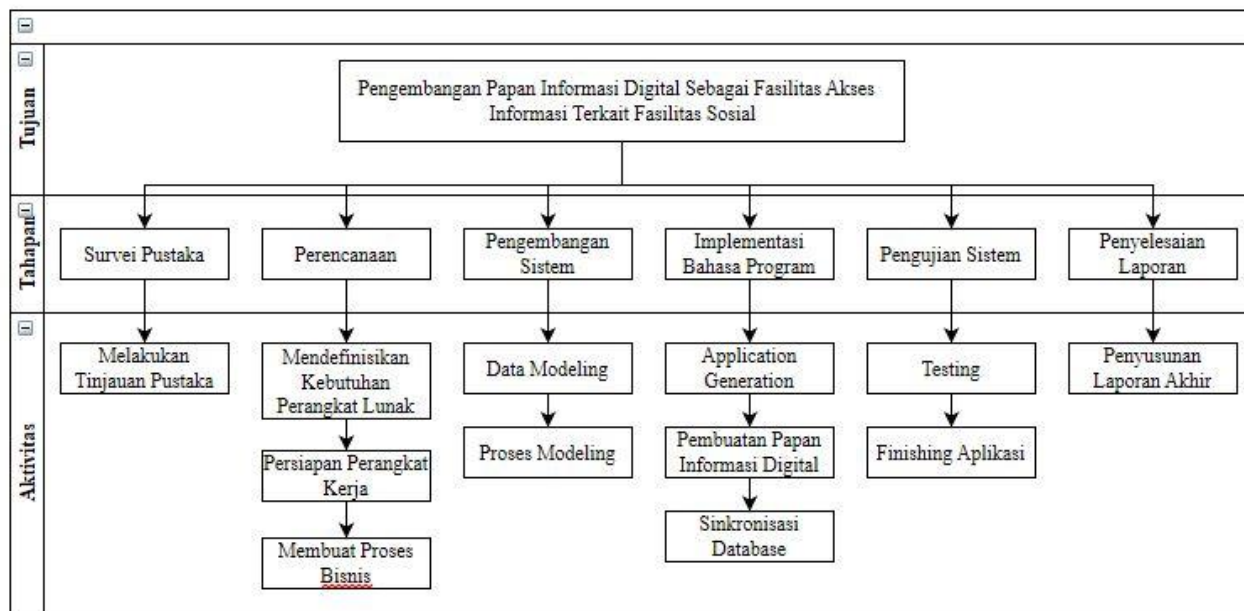 Tujuan
Pengembangan Papan Informasi Digital Sebagai Fasilitas Akses
Informasi Terkait Fasilitas Sosial
Tahapan
Survei Pustaka
Perencanaan
Pengembangan
Sistem
Implementasi
Bahasa Program
Pengujian Sistem
Penyelesaian
Laporan
Aktivitas
Melakukan
Tinjauan Pustaka
Mendefinisikan
Kebutuhan
Perangkat Lunak
Persiapan Perangkat
Kerja
Membuat Proses
Bisnis
Data Modeling
Proses Modeling
Application
Generation
Pembuatan Papan
Informasi Digital
Sinkronisasi
Database
Testing
Finishing Aplikasi
Penyusunan
Laporan Akhir